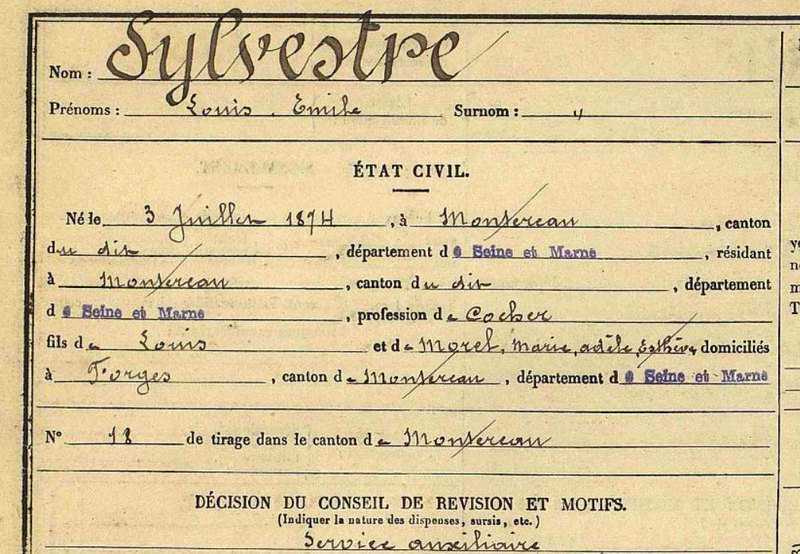 Nom : Sylvestre
Prénoms : Louis. Emile Surnom : "
ÉTAT CIVIL.
Né le 3 Juillet 1874, à Montereau, canton
du dit, département de Seine et Marne, résidant
à Montereau, canton du dit, département
de Seine et Marne, profession de Cocher
fils de Louis et de Moret, Marie, adèle, domiciliés
à Forges, canton de Montereau, département de Seine et Marne
N° 18 de tirage dans le canton de Montereau
DÉCISION DU CONSEIL DE REVISION ET MOTIFS.
(Indiquer la nature des dispenses, sursis, etc.)
Service auxiliaire